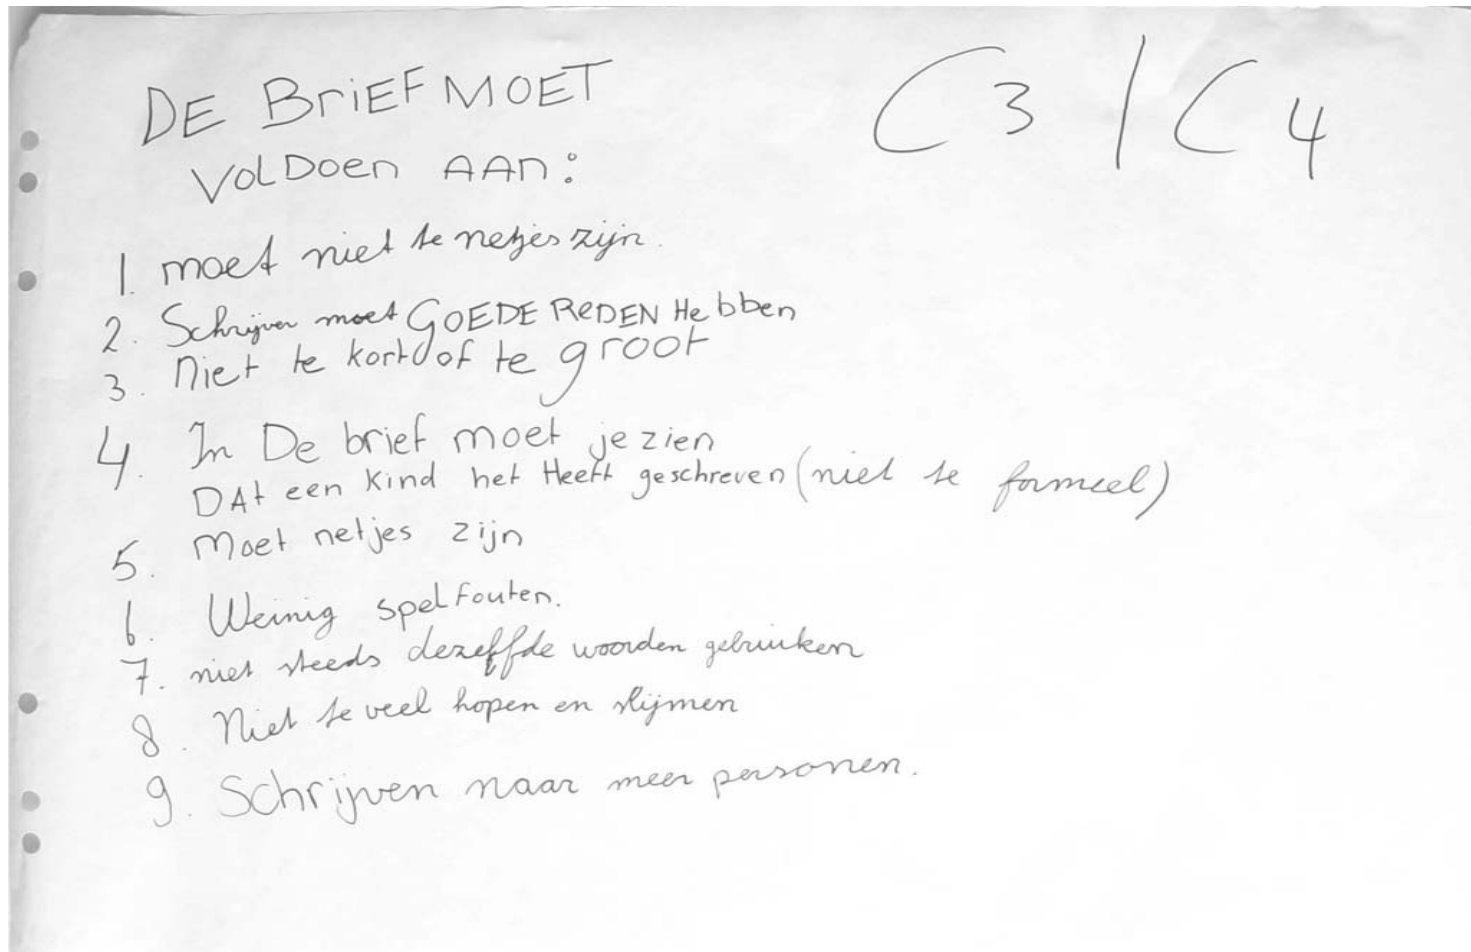 DE BriEF MOET
C3 / C4
VOLDoen AAn:
1. moet niet te netjes zijn.
2. Schrijver moet GOEDE REDEN Hebben
3. Niet te kort of te groot
4. In De brief moet je zien
DAt een kind het Heeft geschreven (niet te formeel)
5. Moet netjes zijn
6. Weinig spelfouten.
7. niet steeds dezelfde woorden gebruiken
8. Niet te veel hopen en slijmen
9. Schrijven naar meer personen.